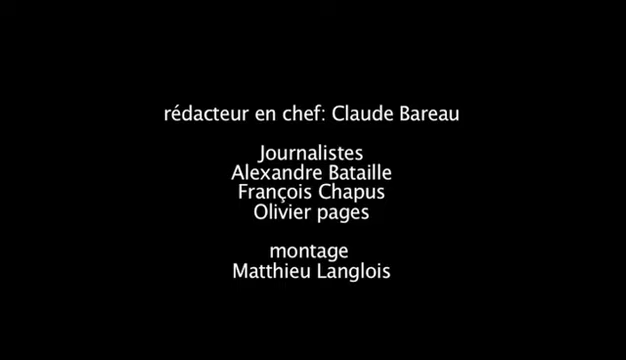 rédacteur en chef: Claude Bareau
Journalistes
Alexandre Bataille
François Chapus
Olivier pages
montage
Matthieu Langlois